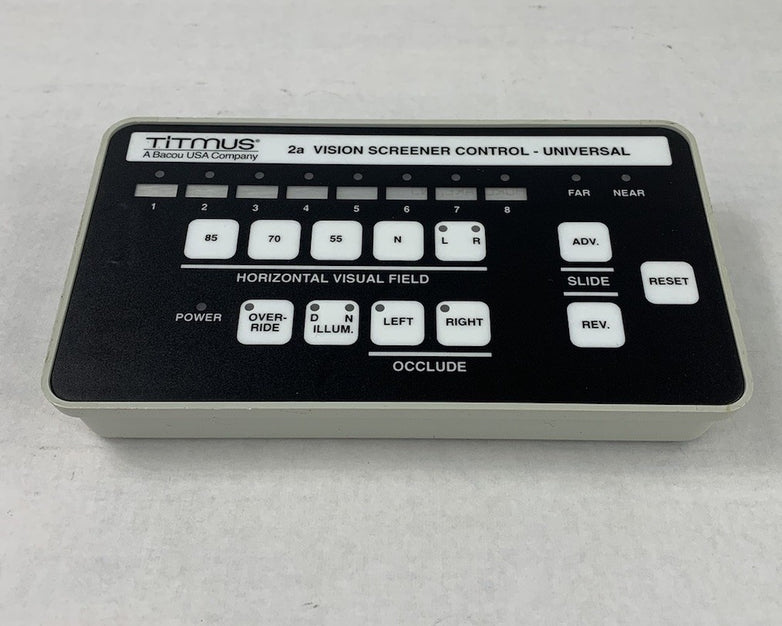 TiTMUS®
A Bacou USA Company
2a VISION SCREENER CONTROL - UNIVERSAL
1 2 3 4 5 6 7 8
FAR NEAR
85 70 55 N L R
ADV.
HORIZONTAL VISUAL FIELD
SLIDE
RESET
POWER
OVER-
RIDE
D N
ILLUM.
LEFT RIGHT
REV.
OCCLUDE